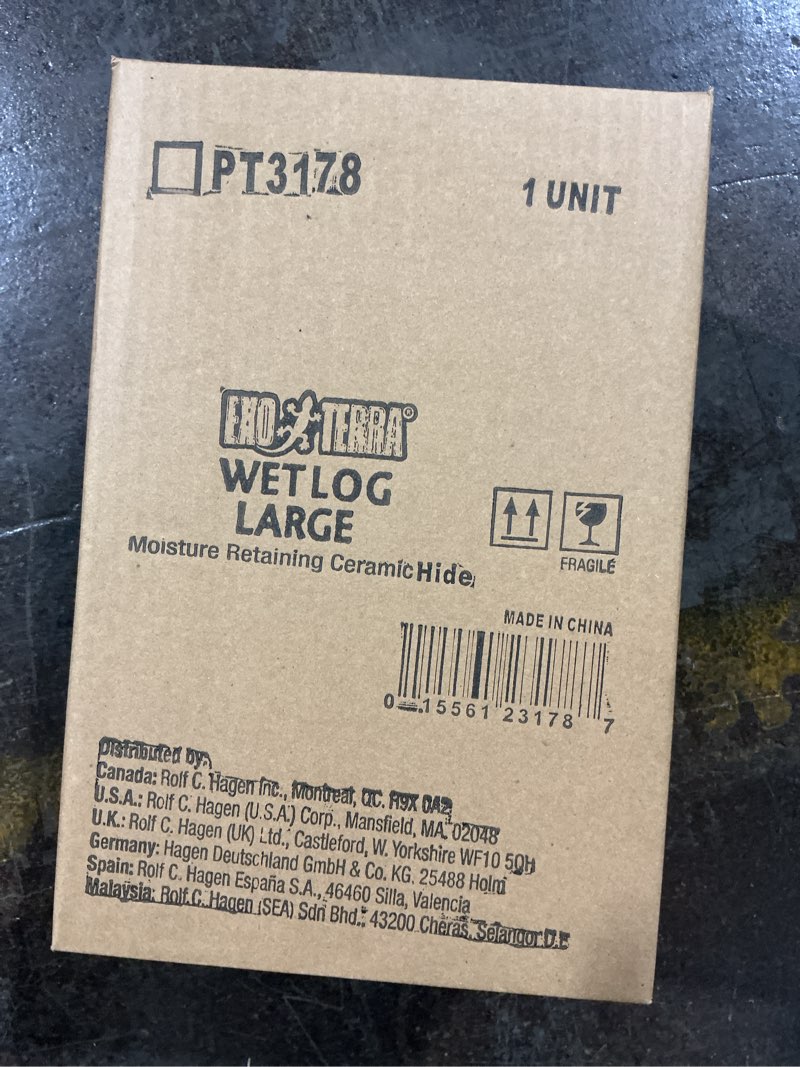 PT3178
1 UNIT
EXO TERRA®
WETLOG
LARGE
Moisture Retaining Ceramic Hide
FRAGILE
MADE IN CHINA
0 15561 23178 7
Distributed by:
Canada: Rolf C. Hagen Inc., Montreal, QC. H9X 0A2
U.S.A.: Rolf C. Hagen (U.S.A.) Corp., Mansfield, MA. 02048
U.K.: Rolf C. Hagen (UK) Ltd., Castleford, W. Yorkshire WF10 5QH
Germany: Hagen Deutschland GmbH & Co. KG. 25488 Holm
Spain: Rolf C. Hagen España S.A., 46460 Silla, Valencia
Malaysia: Rolf C. Hagen (SEA) Sdn Bhd.: 43200 Cheras, Selangor D.E